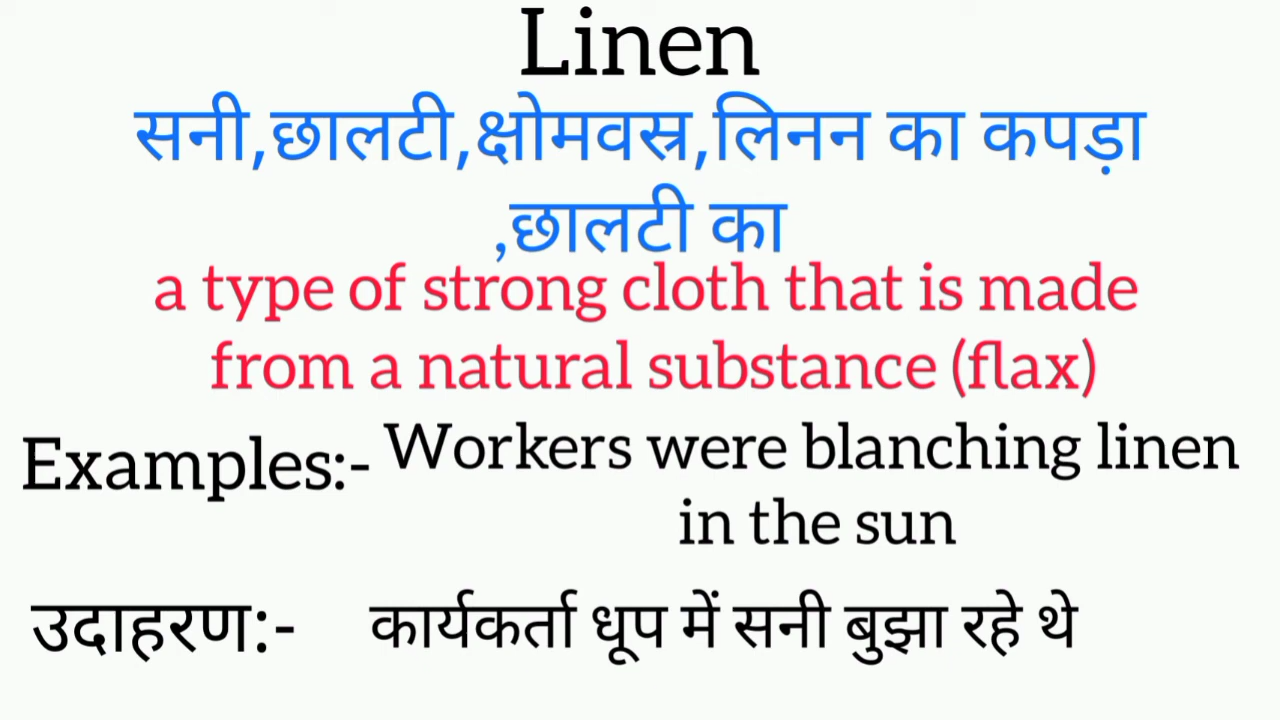 Linen
सनी,छालटी,क्षोमवस्र,लिनन का कपड़ा
,छालटी का
a type of strong cloth that is made
from a natural substance (flax)
Examples:- Workers were blanching linen
in the sun
उदाहरण:- कार्यकर्ता धूप में सनी बुझा रहे थे